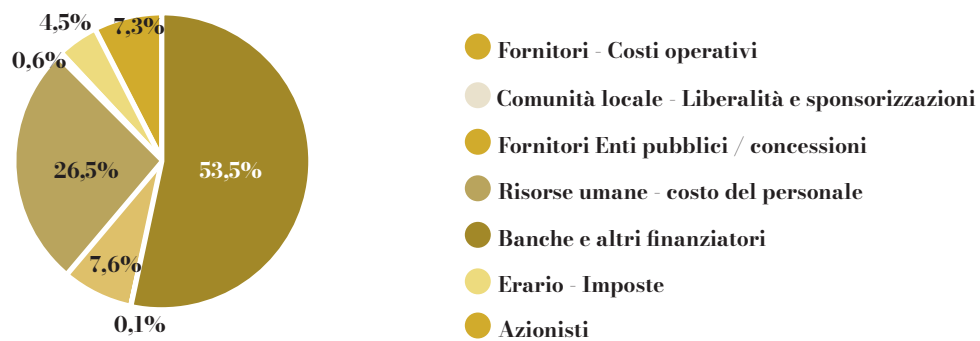 4,5%
7,3%
0,6%
26,5%
53,5%
7,6%
0,1%
Fornitori - Costi operativi
Comunità locale - Liberalità e sponsorizzazioni
Fornitori Enti pubblici / concessioni
Risorse umane - costo del personale
Banche e altri finanziatori
Erario - Imposte
Azionisti